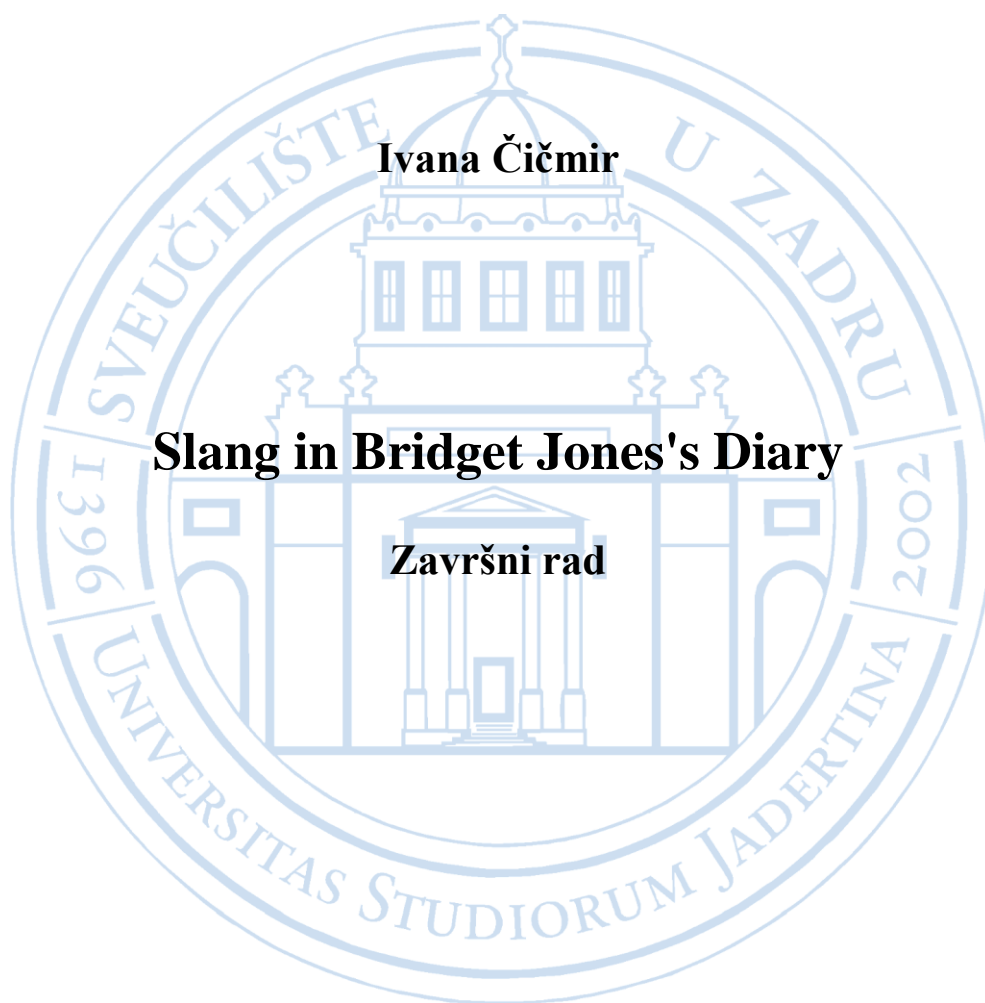 Ivana Čičmir
Slang in Bridget Jones's Diary
Završni rad
SVEUČILIŠTE U ZADRU
1396
2002
UNIVERSITAS STUDIORUM JADERTINA